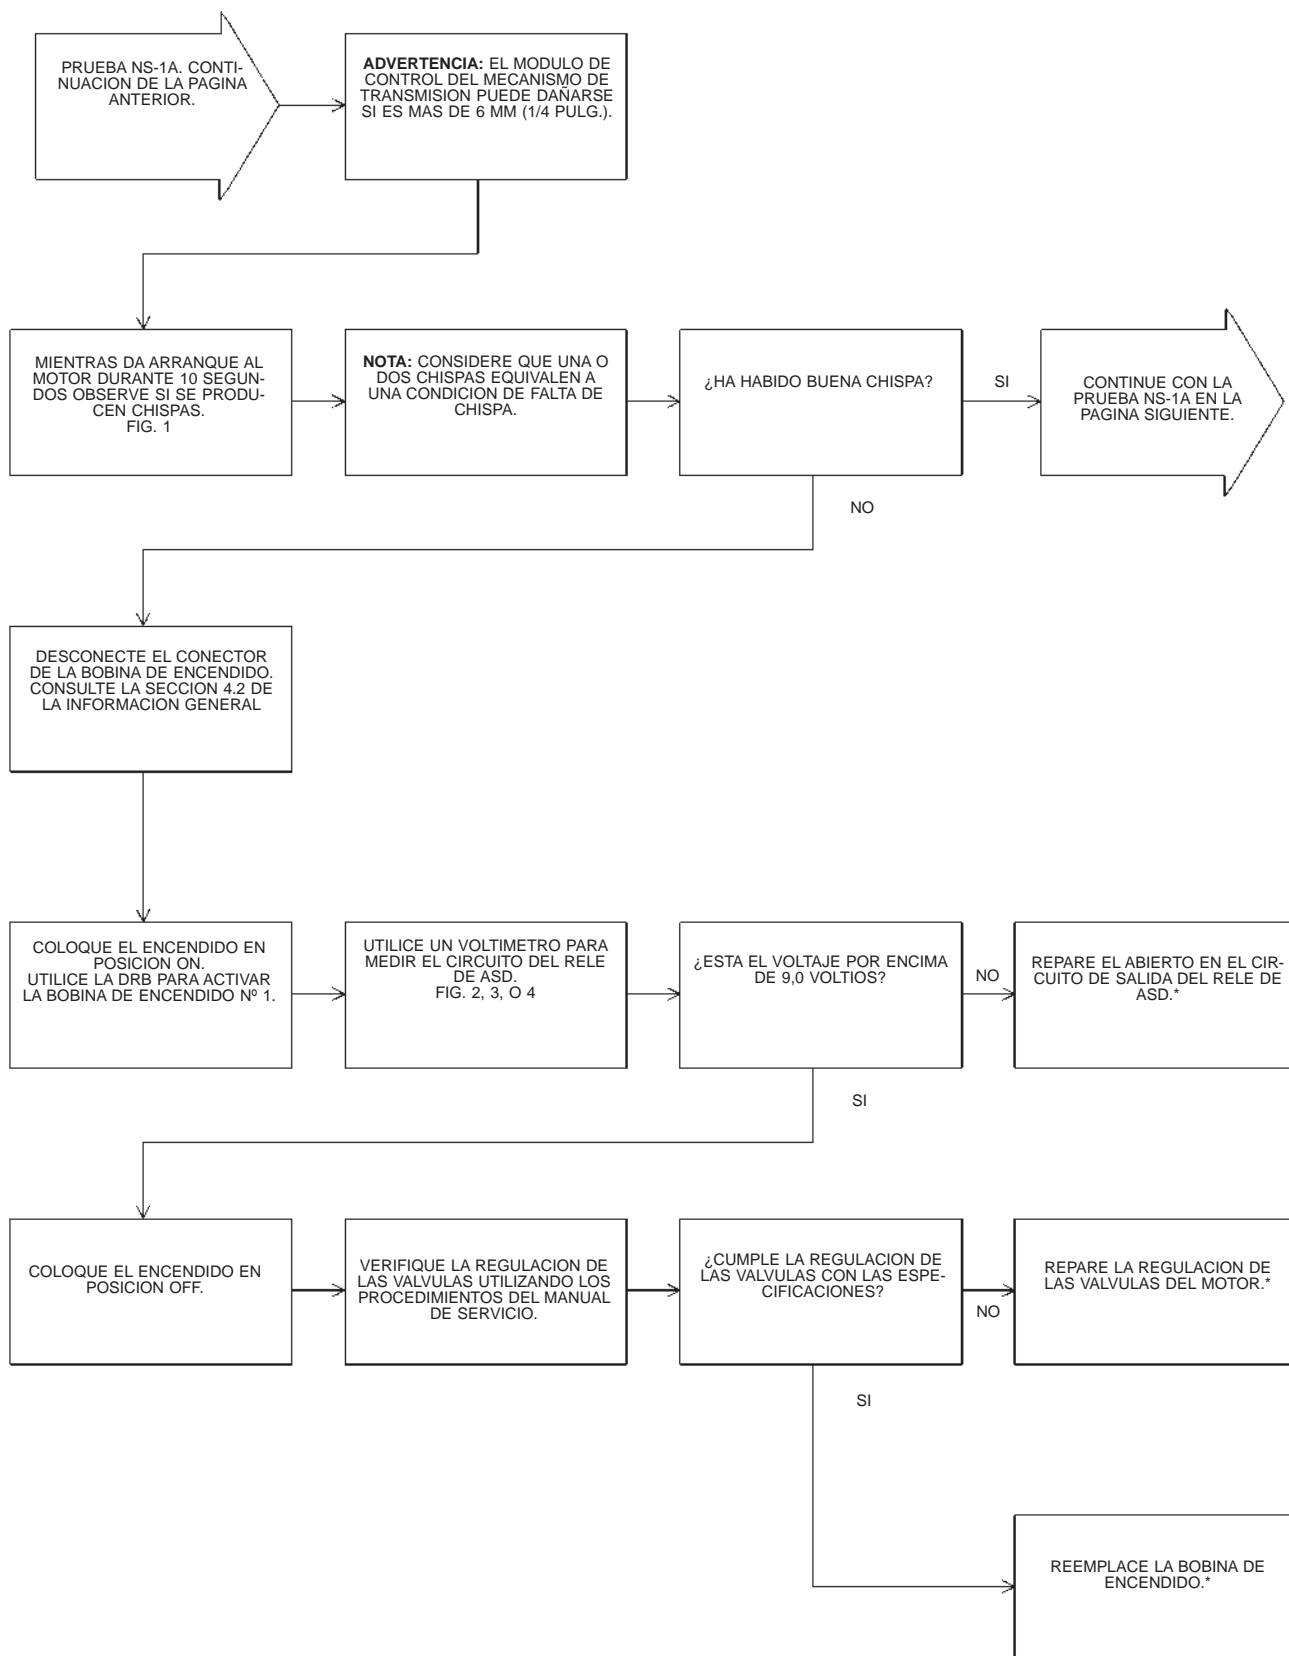 PRUEBA NS-1A. CONTI-
NUACION DE LA PAGINA
ANTERIOR.
ADVERTENCIA: EL MODULO DE
CONTROL DEL MECANISMO DE
TRANSMISION PUEDE DAÑARSE
SI ES MAS DE 6 MM (1/4 PULG.).
MIENTRAS DA ARRANQUE AL
MOTOR DURANTE 10 SEGUN-
DOS OBSERVE SI SE PRODU-
CEN CHISPAS.
FIG. 1
NOTA: CONSIDERE QUE UNA O
DOS CHISPAS EQUIVALEN A
UNA CONDICION DE FALTA DE
CHISPA.
¿HA HABIDO BUENA CHISPA?
SI
CONTINUE CON LA
PRUEBA NS-1A EN LA
PAGINA SIGUIENTE.
NO
DESCONECTE EL CONECTOR
DE LA BOBINA DE ENCENDIDO.
CONSULTE LA SECCION 4.2 DE
LA INFORMACION GENERAL
COLOQUE EL ENCENDIDO EN
POSICION ON.
UTILICE LA DRB PARA ACTIVAR
LA BOBINA DE ENCENDIDO Nº 1.
UTILICE UN VOLTIMETRO PARA
MEDIR EL CIRCUITO DEL RELE
DE ASD.
FIG. 2, 3, O 4
¿ESTA EL VOLTAJE POR ENCIMA
DE 9,0 VOLTIOS?
NO
REPARE EL ABIERTO EN EL CIR-
CUITO DE SALIDA DEL RELE DE
ASD.*
SI
COLOQUE EL ENCENDIDO EN
POSICION OFF.
VERIFIQUE LA REGULACION DE
LAS VALVULAS UTILIZANDO LOS
PROCEDIMIENTOS DEL MANUAL
DE SERVICIO.
¿CUMPLE LA REGULACION DE
LAS VALVULAS CON LAS ESPE-
CIFICACIONES?
NO
REPARE LA REGULACION DE
LAS VALVULAS DEL MOTOR.*
SI
REEMPLACE LA BOBINA DE
ENCENDIDO.*